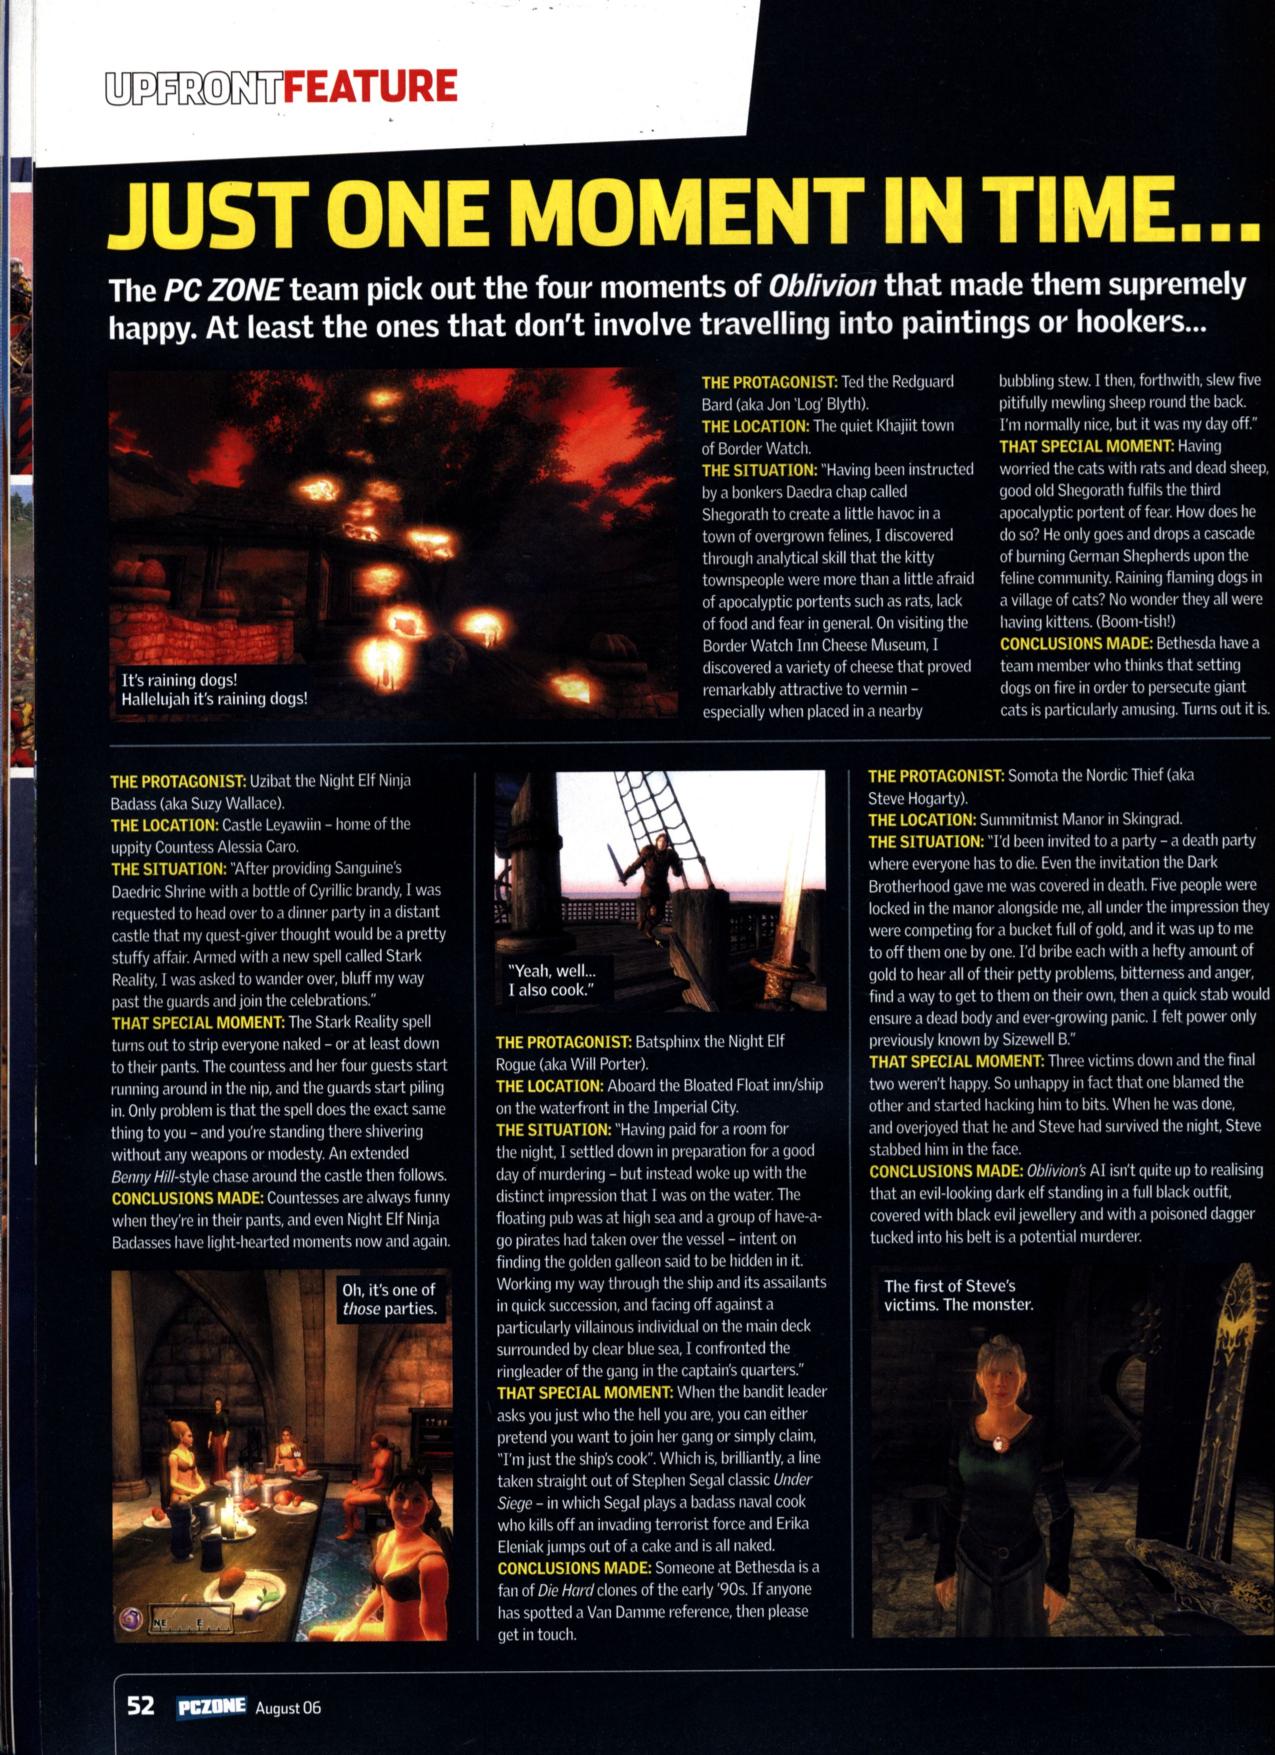 UPFRONTFEATURE
JUST ONE MOMENT IN TIME...
The PC ZONE team pick out the four moments of Oblivion that made them supremely
happy. At least the ones that don't involve travelling into paintings or hookers...
It's raining dogs!
Hallelujah it's raining dogs!
THE PROTAGONIST: Ted the Redguard
Bard (aka Jon 'Log' Blyth).
THE LOCATION: The quiet Khajiit town
of Border Watch.
THE SITUATION: "Having been instructed
by a bonkers Daedra chap called
Shegorath to create a little havoc in a
town of overgrown felines, I discovered
through analytical skill that the kitty
townspeople were more than a little afraid
of apocalyptic portents such as rats, lack
of food and fear in general. On visiting the
Border Watch Inn Cheese Museum, I
discovered a variety of cheese that proved
remarkably attractive to vermin –
especially when placed in a nearby
bubbling stew. I then, forthwith, slew five
pitifully mewling sheep round the back.
I'm normally nice, but it was my day off."
THAT SPECIAL MOMENT: Having
worried the cats with rats and dead sheep,
good old Shegorath fulfils the third
apocalyptic portent of fear. How does he
do so? He only goes and drops a cascade
of burning German Shepherds upon the
feline community. Raining flaming dogs in
a village of cats? No wonder they all were
having kittens. (Boom-tish!)
CONCLUSIONS MADE: Bethesda have a
team member who thinks that setting
dogs on fire in order to persecute giant
cats is particularly amusing. Turns out it is.
THE PROTAGONIST: Uzibat the Night Elf Ninja
Badass (aka Suzy Wallace).
THE LOCATION: Castle Leyawiin – home of the
uppity Countess Alessia Caro.
THE SITUATION: "After providing Sanguine's
Daedric Shrine with a bottle of Cyrillic brandy, I was
requested to head over to a dinner party in a distant
castle that my quest-giver thought would be a pretty
stuffy affair. Armed with a new spell called Stark
Reality, I was asked to wander over, bluff my way
past the guards and join the celebrations."
THAT SPECIAL MOMENT: The Stark Reality spell
turns out to strip everyone naked – or at least down
to their pants. The countess and her four guests start
running around in the nip, and the guards start piling
in. Only problem is that the spell does the exact same
thing to you – and you're standing there shivering
without any weapons or modesty. An extended
Benny Hill-style chase around the castle then follows.
CONCLUSIONS MADE: Countesses are always funny
when they're in their pants, and even Night Elf Ninja
Badasses have light-hearted moments now and again.
Oh, it's one of
those parties.
NE E
"Yeah, well...
I also cook."
THE PROTAGONIST: Batsphinx the Night Elf
Rogue (aka Will Porter).
THE LOCATION: Aboard the Bloated Float inn/ship
on the waterfront in the Imperial City.
THE SITUATION: "Having paid for a room for
the night, I settled down in preparation for a good
day of murdering – but instead woke up with the
distinct impression that I was on the water. The
floating pub was at high sea and a group of have-a-
go pirates had taken over the vessel – intent on
finding the golden galleon said to be hidden in it.
Working my way through the ship and its assailants
in quick succession, and facing off against a
particularly villainous individual on the main deck
surrounded by clear blue sea, I confronted the
ringleader of the gang in the captain's quarters."
THAT SPECIAL MOMENT: When the bandit leader
asks you just who the hell you are, you can either
pretend you want to join her gang or simply claim,
"I'm just the ship's cook". Which is, brilliantly, a line
taken straight out of Stephen Segal classic Under
Siege – in which Segal plays a badass naval cook
who kills off an invading terrorist force and Erika
Eleniak jumps out of a cake and is all naked.
CONCLUSIONS MADE: Someone at Bethesda is a
fan of Die Hard clones of the early '90s. If anyone
has spotted a Van Damme reference, then please
get in touch.
THE PROTAGONIST: Somota the Nordic Thief (aka
Steve Hogarty).
THE LOCATION: Summitmist Manor in Skingrad.
THE SITUATION: "I'd been invited to a party – a death party
where everyone has to die. Even the invitation the Dark
Brotherhood gave me was covered in death. Five people were
locked in the manor alongside me, all under the impression they
were competing for a bucket full of gold, and it was up to me
to off them one by one. I'd bribe each with a hefty amount of
gold to hear all of their petty problems, bitterness and anger,
find a way to get to them on their own, then a quick stab would
ensure a dead body and ever-growing panic. I felt power only
previously known by Sizewell B."
THAT SPECIAL MOMENT: Three victims down and the final
two weren't happy. So unhappy in fact that one blamed the
other and started hacking him to bits. When he was done,
and overjoyed that he and Steve had survived the night, Steve
stabbed him in the face.
CONCLUSIONS MADE: Oblivion's AI isn't quite up to realising
that an evil-looking dark elf standing in a full black outfit,
covered with black evil jewellery and with a poisoned dagger
tucked into his belt is a potential murderer.
The first of Steve's
victims. The monster.
52 PCZONE August 06